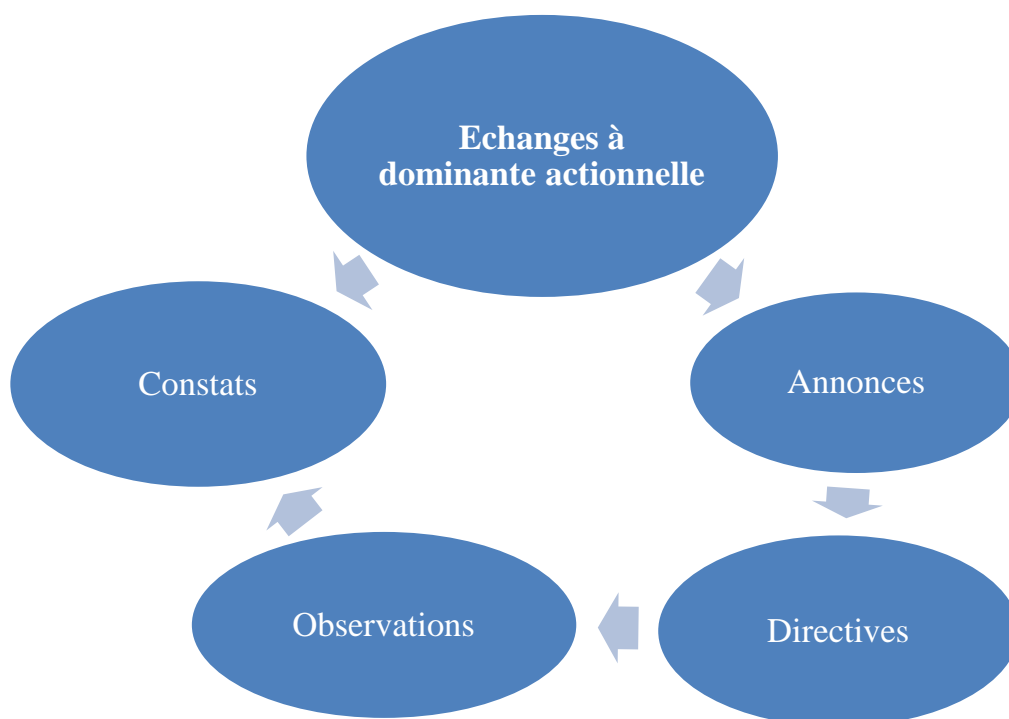 Echanges à
dominante actionnelle
Constats
Annonces
Observations
Directives